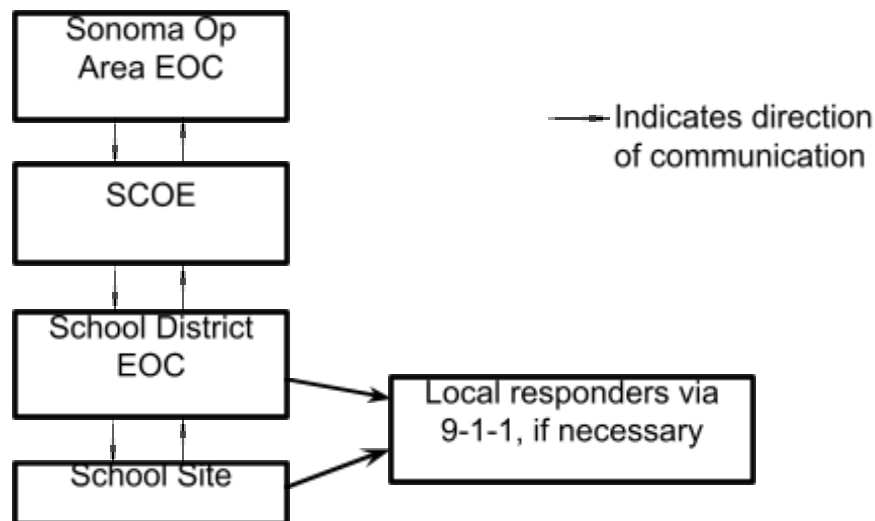 Sonoma Op
Area EOC
Indicates direction
of communication
SCOE
School District
EOC
Local responders via
9-1-1, if necessary
School Site